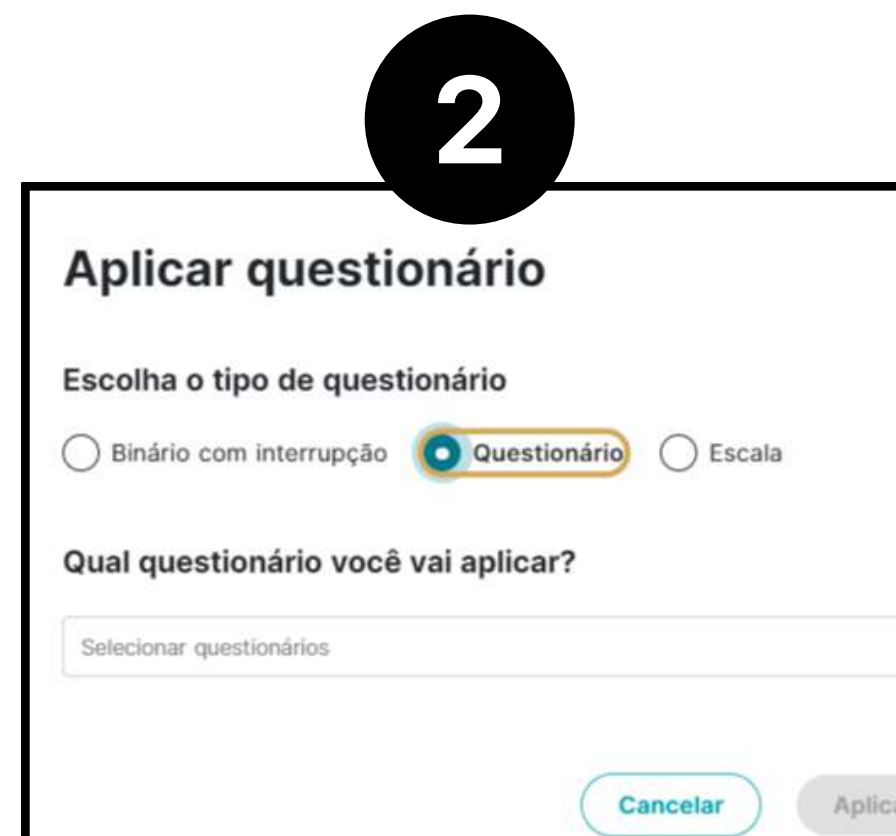 2
Aplicar questionário
Escolha o tipo de questionário
Binário com interrupção Questionário Escala
Qual questionário você vai aplicar?
Selecionar questionários
Cancelar Aplica